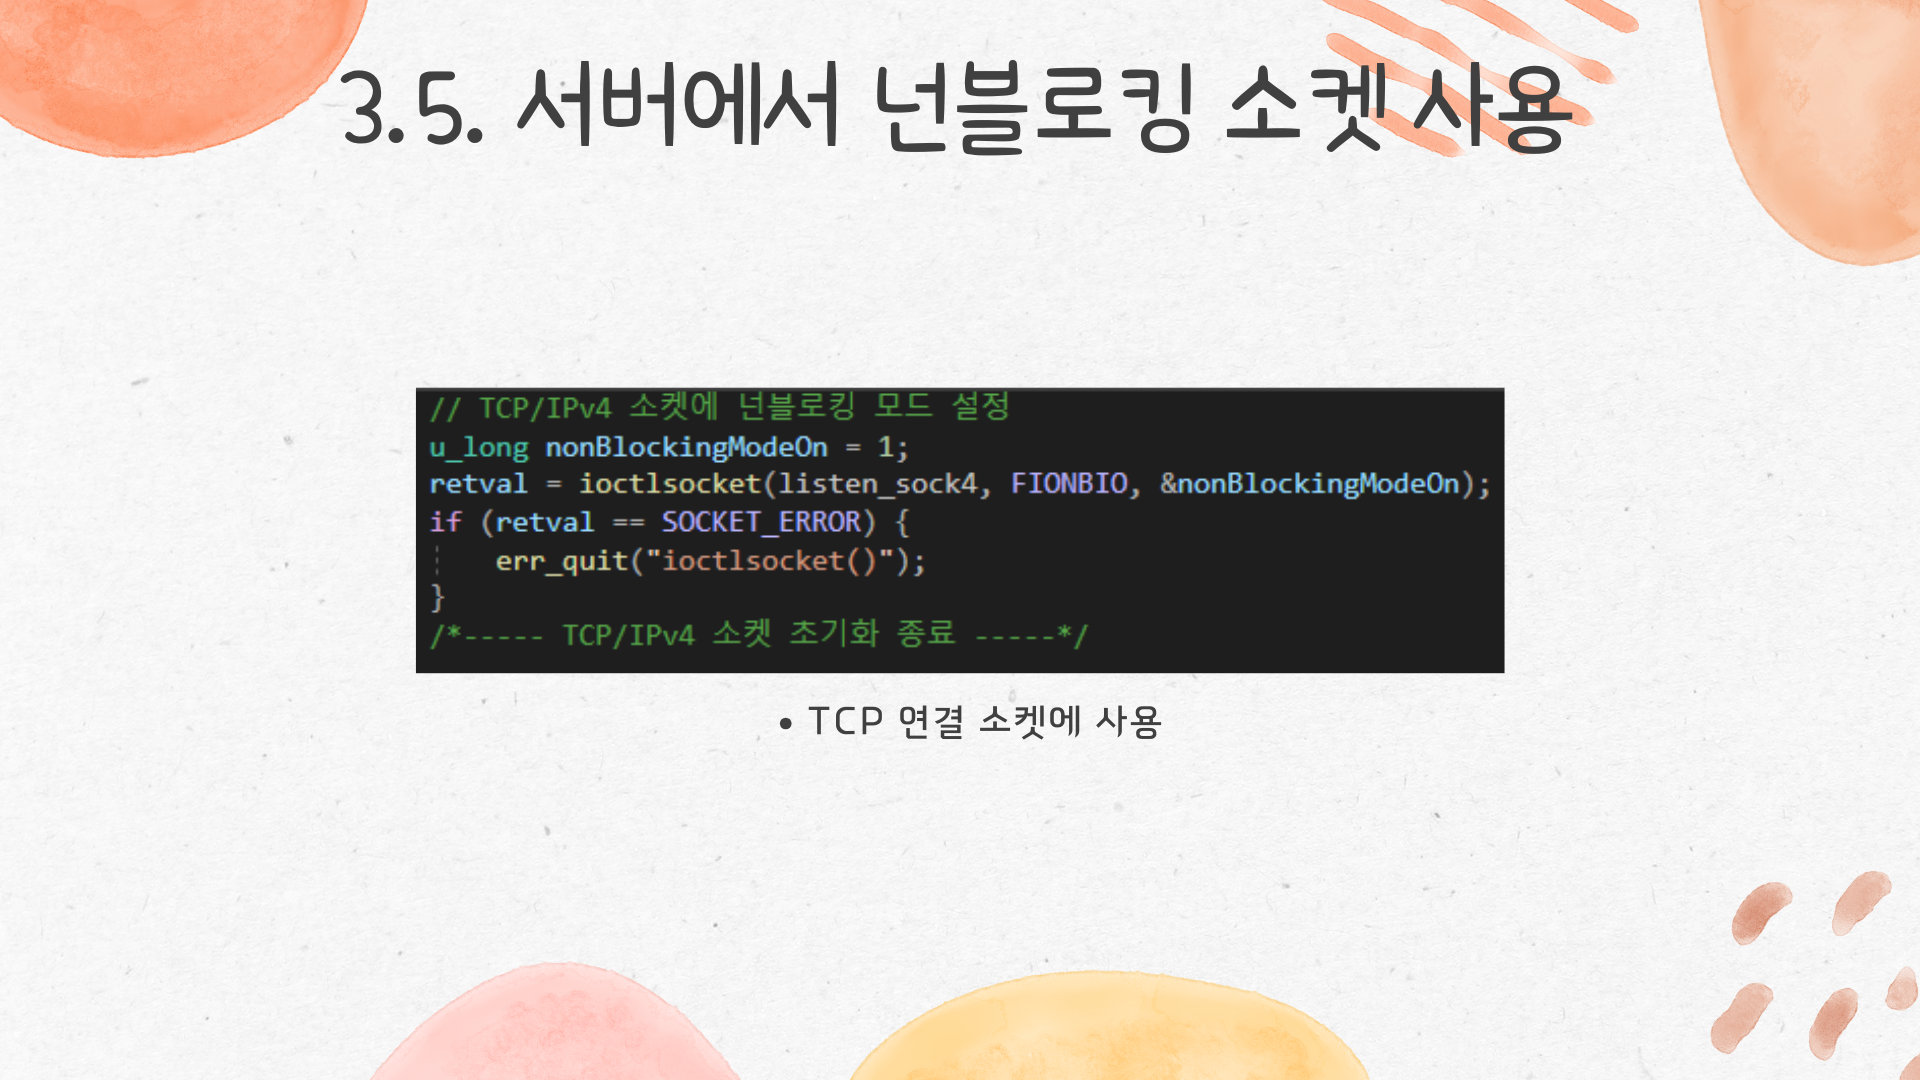 3.5. 서버에서 넌블로킹 소켓 사용
// TCP/IPv4 소켓에 넌블로킹 모드 설정
u_long nonBlockingModeOn = 1;
retval = ioctlsocket(listen_sock4, FIONBIO, &nonBlockingModeOn);
if (retval == SOCKET_ERROR) {
    err_quit("ioctlsocket()");
}
/*----- TCP/IPv4 소켓 초기화 종료 -----*/
• TCP 연결 소켓에 사용